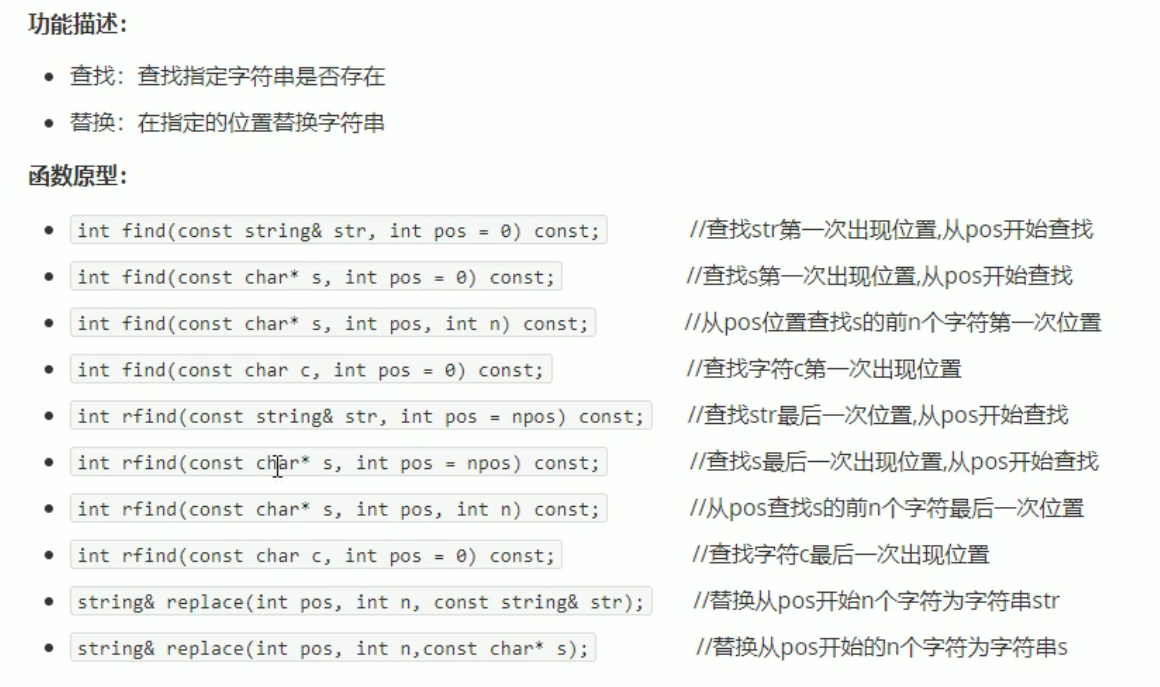 功能描述：
查找：查找指定字符串是否存在
替换：在指定的位置替换字符串
函数原型：
int find(const string& str, int pos = 0) const; //查找str第一次出现位置,从pos开始查找
int find(const char* s, int pos = 0) const; //查找s第一次出现位置,从pos开始查找
int find(const char* s, int pos, int n) const; //从pos位置查找s的前n个字符第一次位置
int find(const char c, int pos = 0) const; //查找字符c第一次出现位置
int rfind(const string& str, int pos = npos) const; //查找str最后一次位置,从pos开始查找
int rfind(const char* s, int pos = npos) const; //查找s最后一次出现位置,从pos开始查找
int rfind(const char* s, int pos, int n) const; //从pos查找s的前n个字符最后一次位置
int rfind(const char c, int pos = 0) const; //查找字符c最后一次出现位置
string& replace(int pos, int n, const string& str); //替换从pos开始n个字符为字符串str
string& replace(int pos, int n,const char* s); //替换从pos开始的n个字符为字符串s